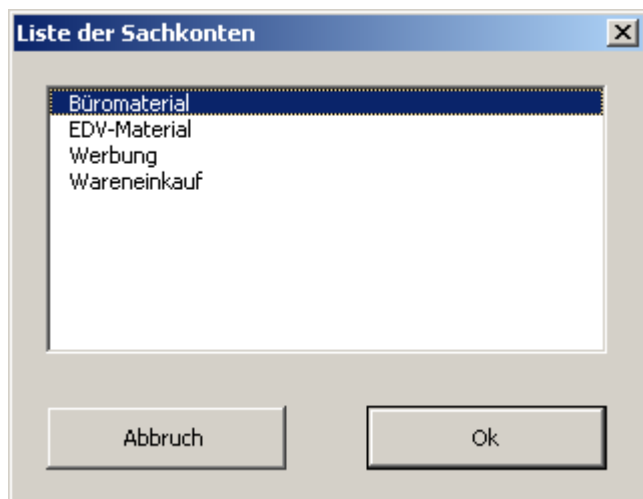 Liste der Sachkonten
Büromaterial
EDV-Material
Werbung
Wareneinkauf
Abbruch
Ok